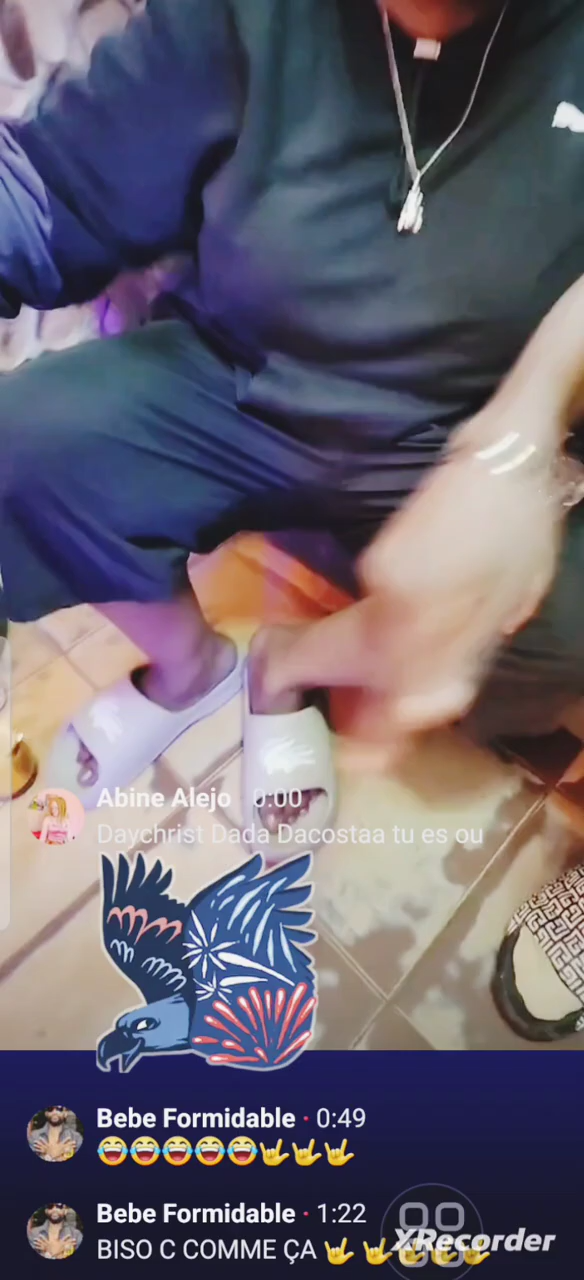 Abine Alejo 0:00
Daychrist Dada Dacostaa tu es ou
Bebe Formidable · 0:49
😂😂😂😂😂🤟🤟🤟
Bebe Formidable · 1:22
BISO C COMME ÇA 🤟 🤟🤟🤟🤟
XRecorder